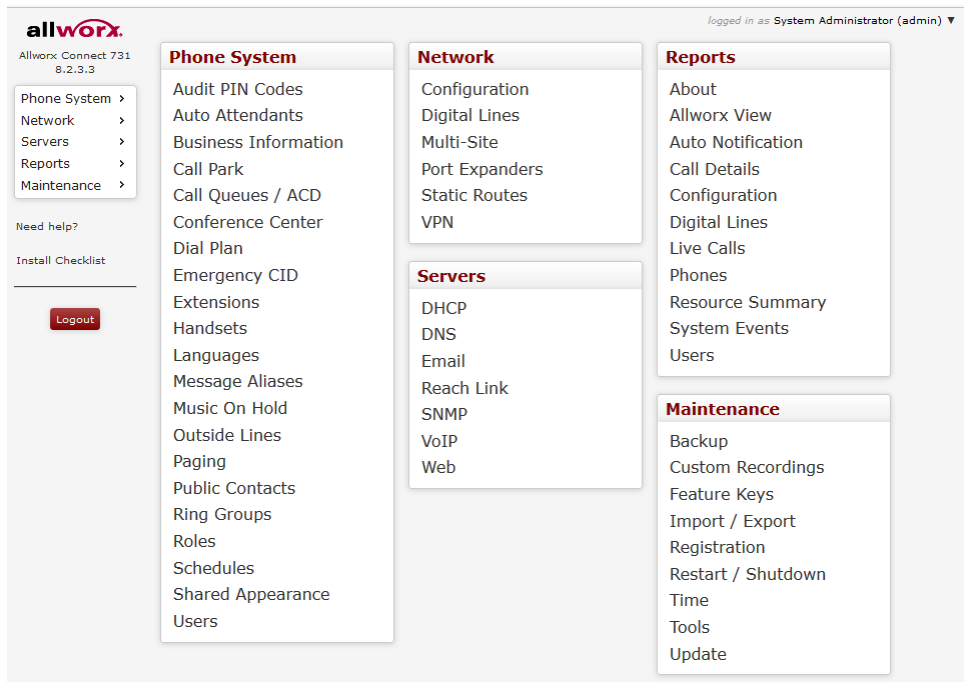 logged in as System Administrator (admin) ▼
allworx.
Allworx Connect 731
8.2.3.3
Phone System >
Network >
Servers >
Reports >
Maintenance >
Need help?
Install Checklist
Logout
Phone System
Audit PIN Codes
Auto Attendants
Business Information
Call Park
Call Queues / ACD
Conference Center
Dial Plan
Emergency CID
Extensions
Handsets
Languages
Message Aliases
Music On Hold
Outside Lines
Paging
Public Contacts
Ring Groups
Roles
Schedules
Shared Appearance
Users
Network
Configuration
Digital Lines
Multi-Site
Port Expanders
Static Routes
VPN
Servers
DHCP
DNS
Email
Reach Link
SNMP
VoIP
Web
Reports
About
Allworx View
Auto Notification
Call Details
Configuration
Digital Lines
Live Calls
Phones
Resource Summary
System Events
Users
Maintenance
Backup
Custom Recordings
Feature Keys
Import / Export
Registration
Restart / Shutdown
Time
Tools
Update